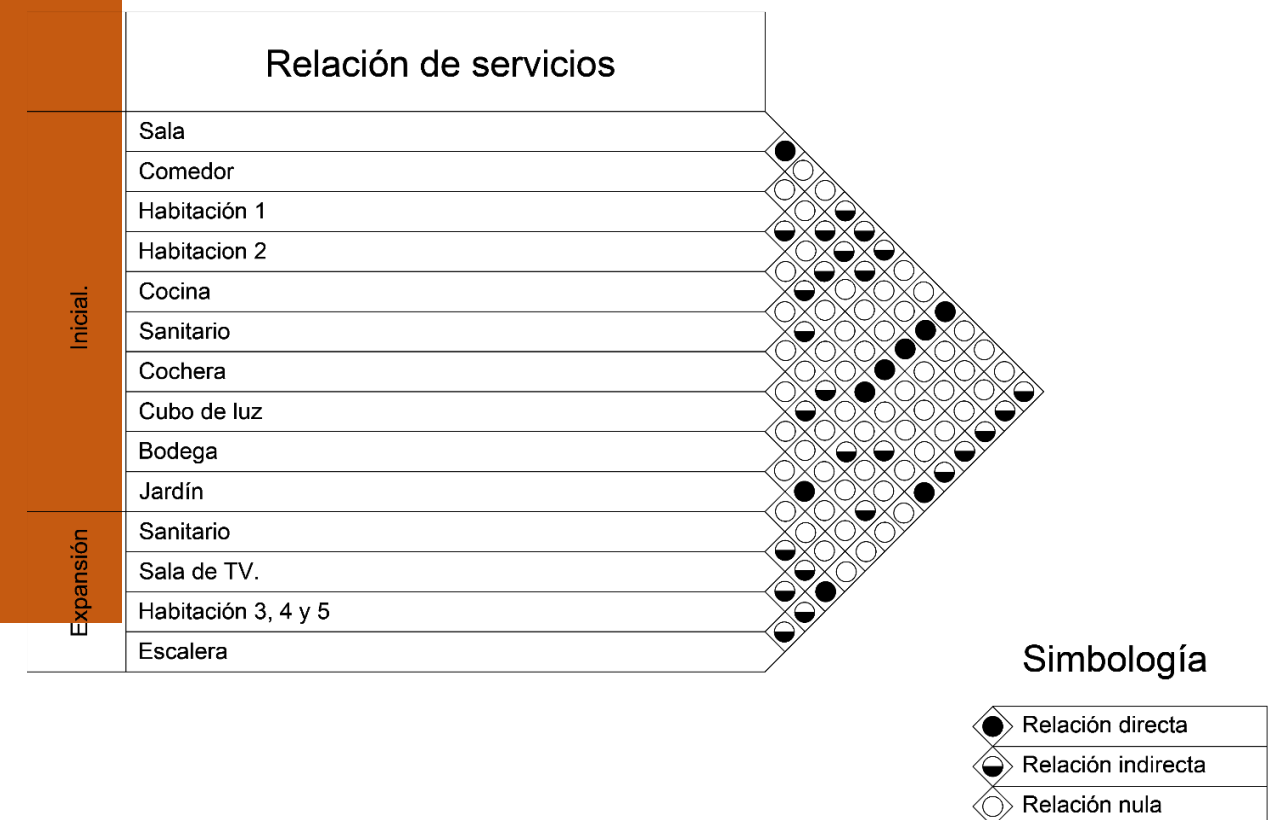 Relación de servicios
Inicial.
Sala
Comedor
Habitación 1
Habitacion 2
Cocina
Sanitario
Cochera
Cubo de luz
Bodega
Jardín
Expansión
Sanitario
Sala de TV.
Habitación 3, 4 y 5
Escalera
Simbología
Relación directa
Relación indirecta
Relación nula